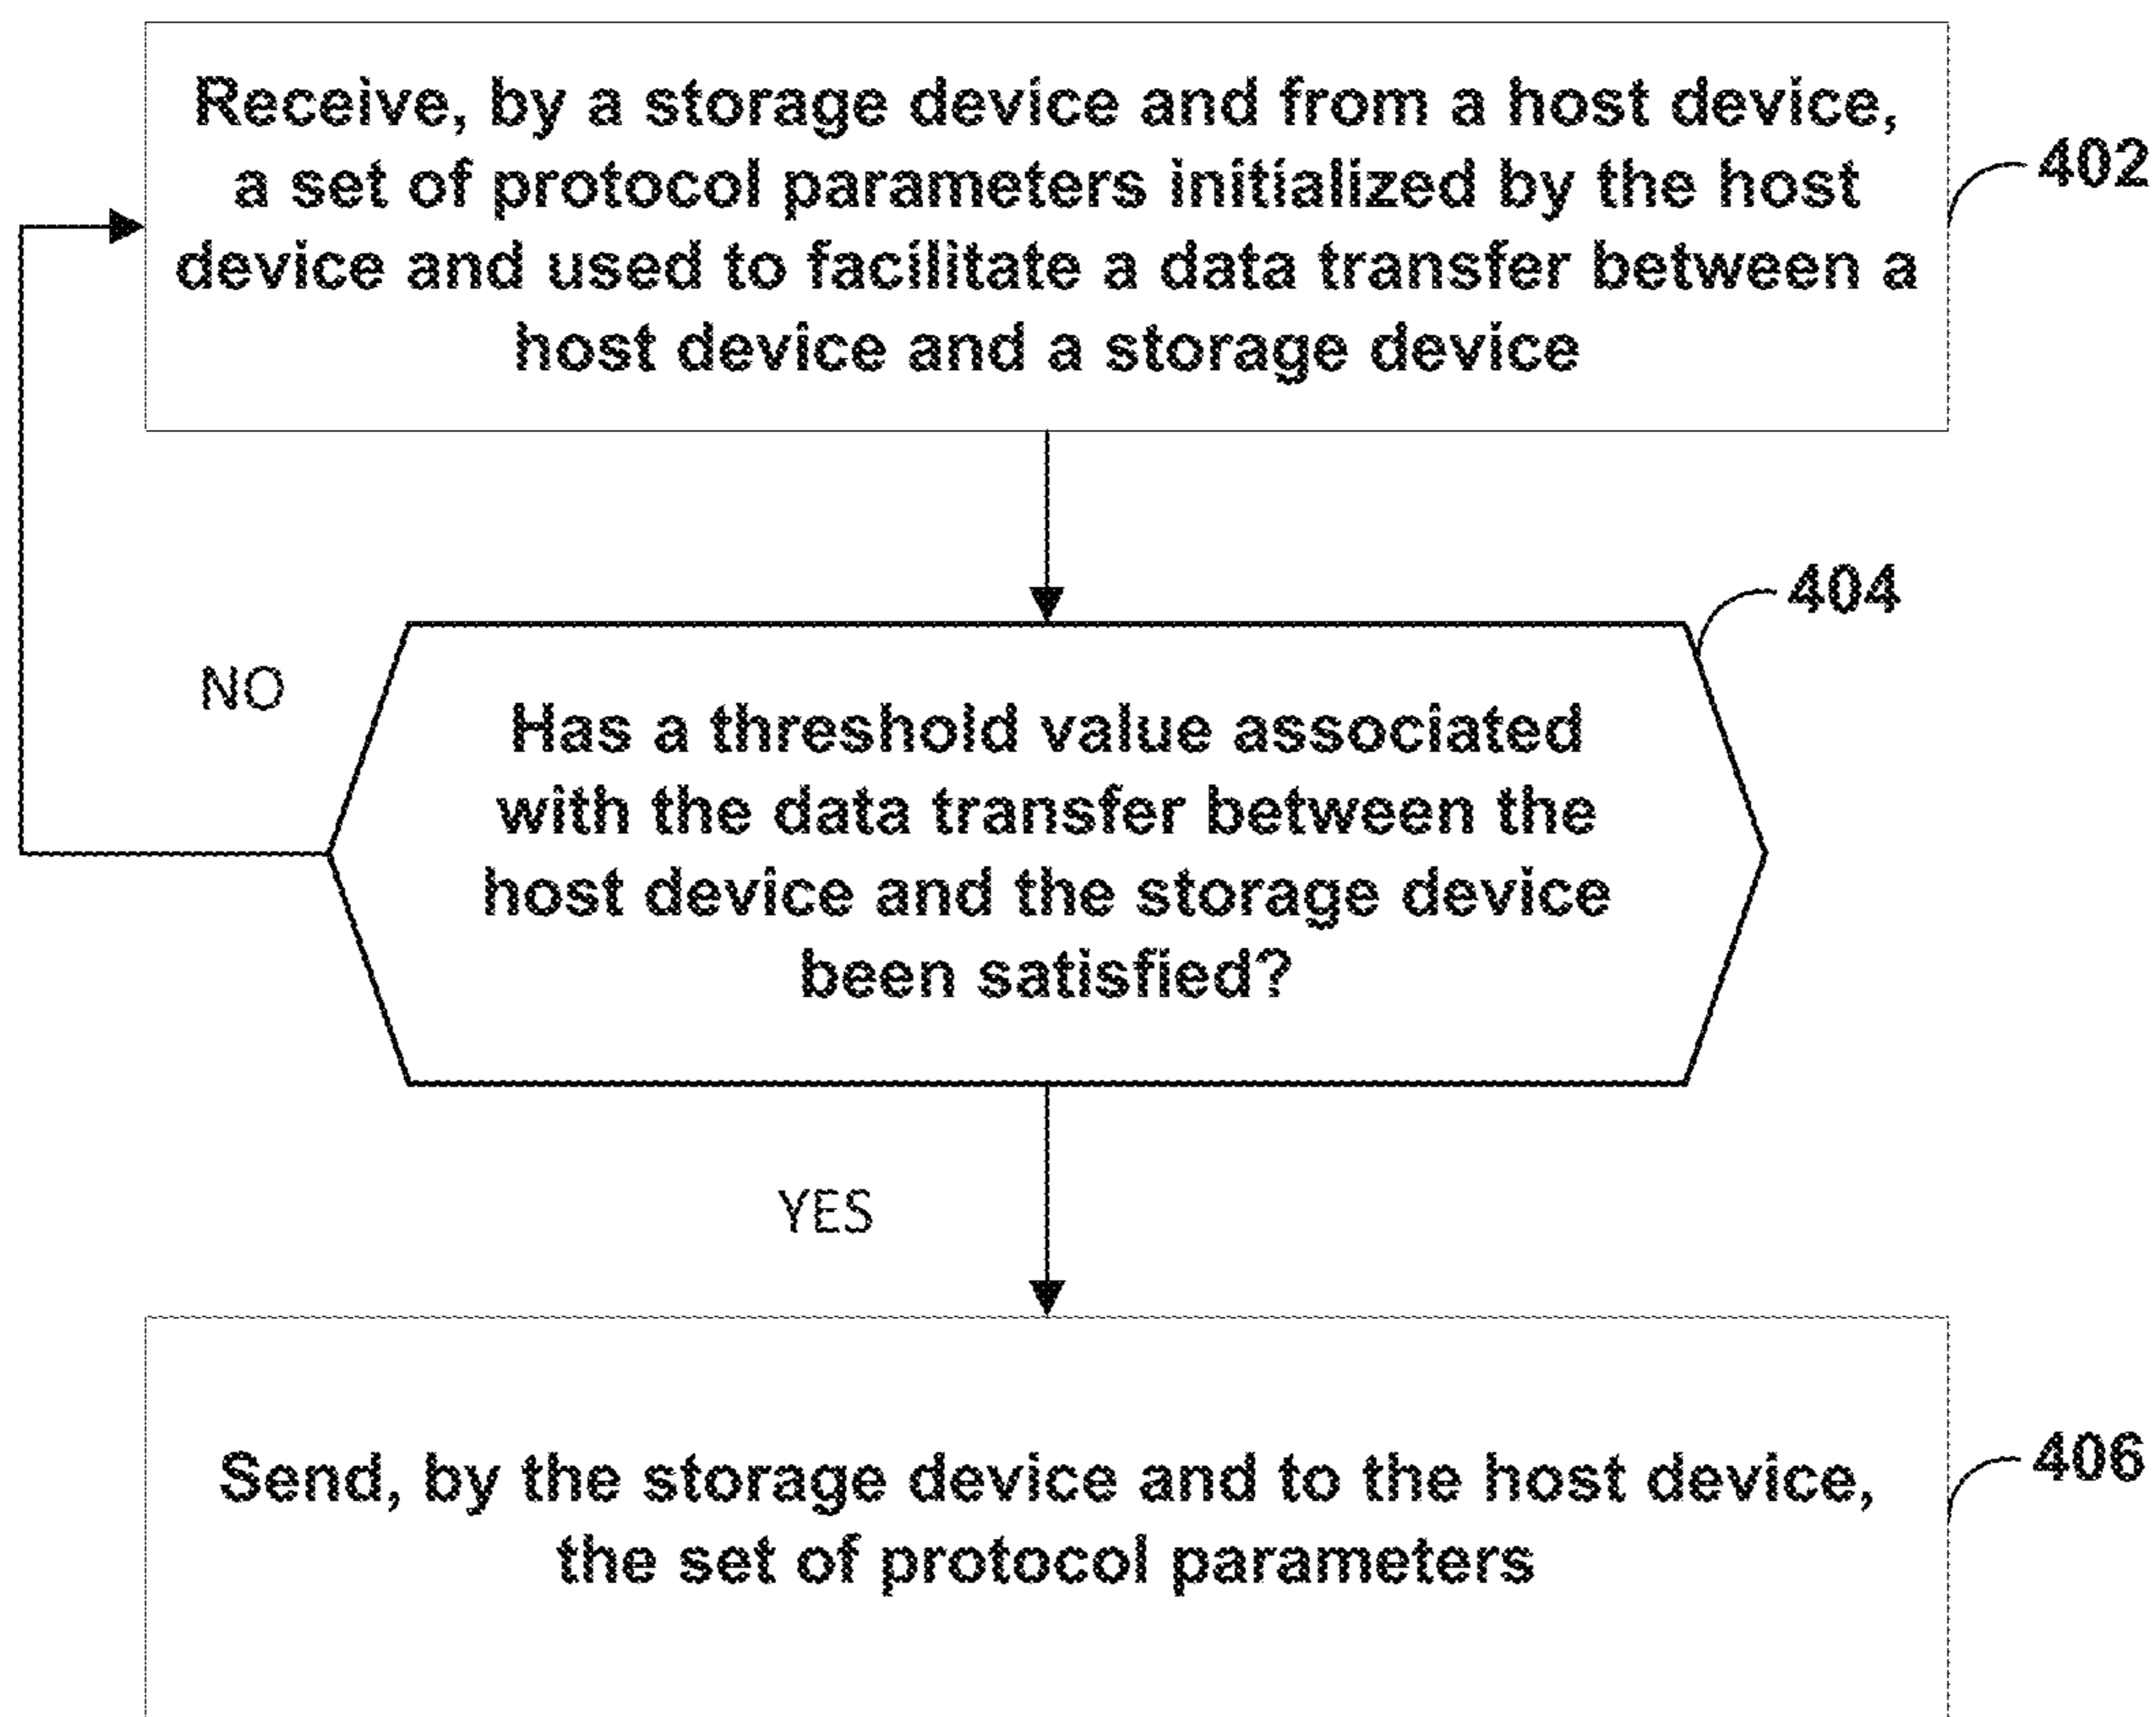 Receive, by a storage device and from a host device,
a set of protocol parameters initialized by the host
device and used to facilitate a data transfer between a
host device and a storage device
402
404
NO
Has a threshold value associated
with the data transfer between the
host device and the storage device
been satisfied?
YES
Send, by the storage device and to the host device,
the set of protocol parameters
406